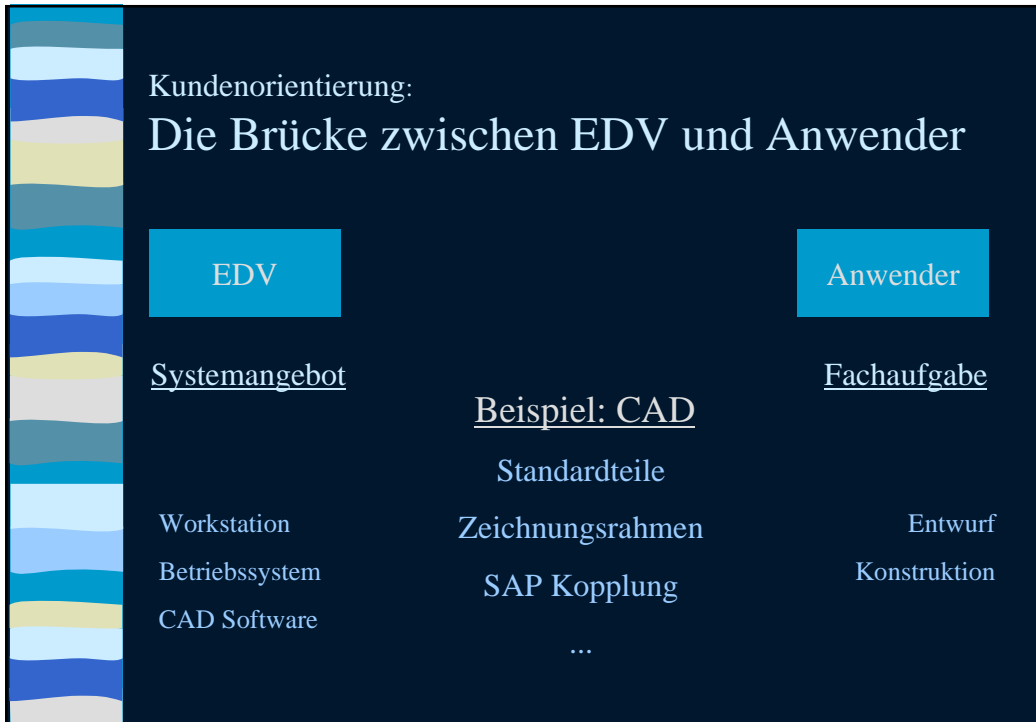 Kundenorientierung:
Die Brücke zwischen EDV und Anwender
EDV
Anwender
Systemangebot
Fachaufgabe
Beispiel: CAD
Standardteile
Workstation
Zeichnungsrahmen
Entwurf
Betriebssystem
SAP Kopplung
Konstruktion
CAD Software
...